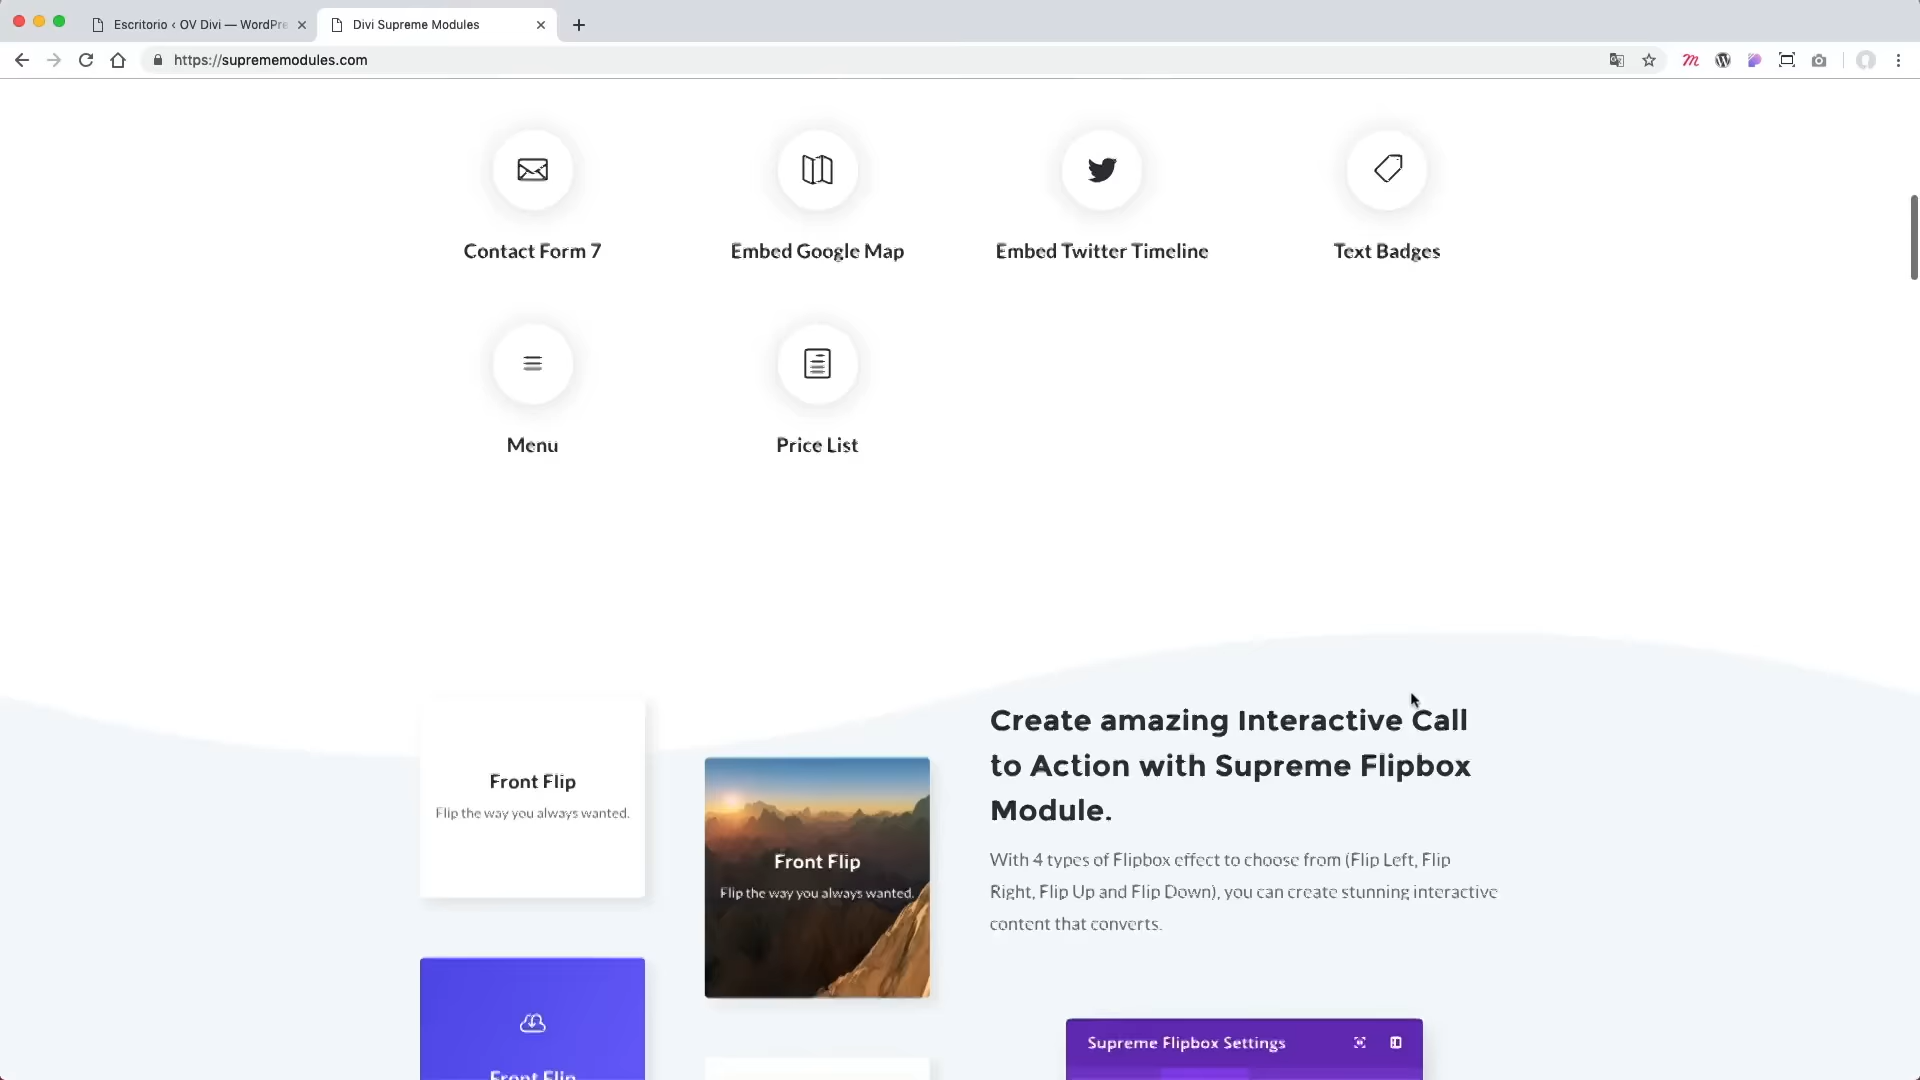 Escritorio ‹ OV Divi — WordPre
Divi Supreme Modules
https://suprememodules.com
Contact Form 7
Embed Google Map
Embed Twitter Timeline
Text Badges
Menu
Price List
Front Flip
Flip the way you always wanted.
Front Flip
Flip the way you always wanted.
Create amazing Interactive Call
to Action with Supreme Flipbox
Module.
With 4 types of Flipbox effect to choose from (Flip Left, Flip
Right, Flip Up and Flip Down), you can create stunning interactive
content that converts.
Front Flip
Supreme Flipbox Settings